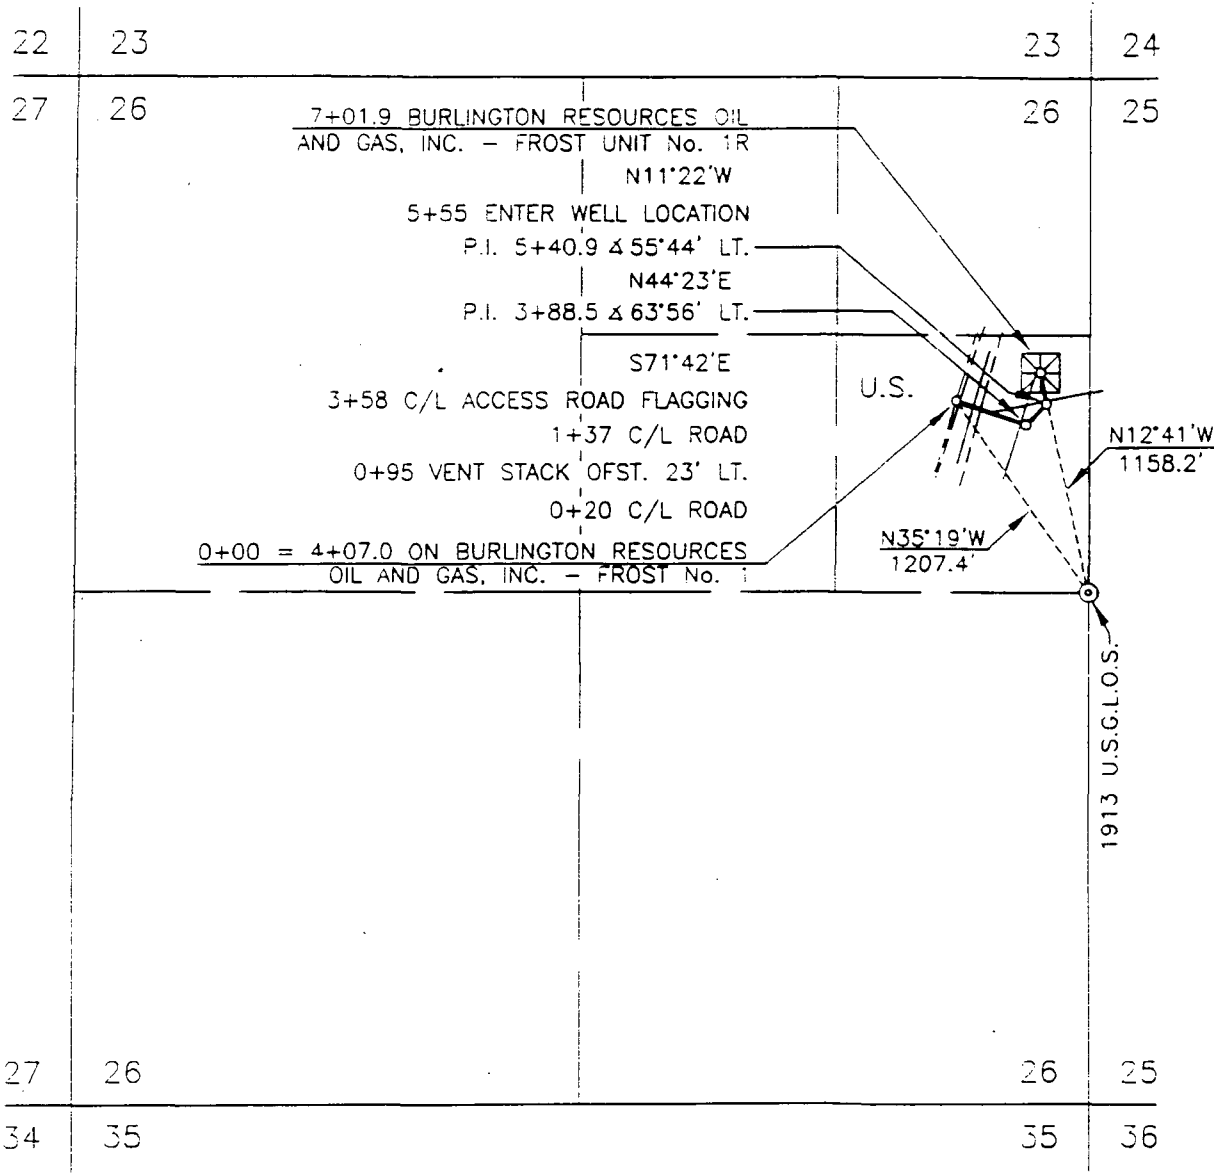 22 23 23 24
27 26 26 25
7+01.9 BURLINGTON RESOURCES OIL
AND GAS, INC. – FROST UNIT No. 1R
N11°22'W
5+55 ENTER WELL LOCATION
P.I. 5+40.9 ∡ 55°44' LT.
N44°23'E
P.I. 3+88.5 ∡ 63°56' LT.
S71°42'E
3+58 C/L ACCESS ROAD FLAGGING
1+37 C/L ROAD
0+95 VENT STACK OFST. 23' LT.
0+20 C/L ROAD
0+00 = 4+07.0 ON BURLINGTON RESOURCES
OIL AND GAS, INC. – FROST No. 1
U.S.
N12°41'W
1158.2'
N35°19'W
1207.4'
1913 U.S.G.L.O.S.
27 26 26 25
34 35 35 36